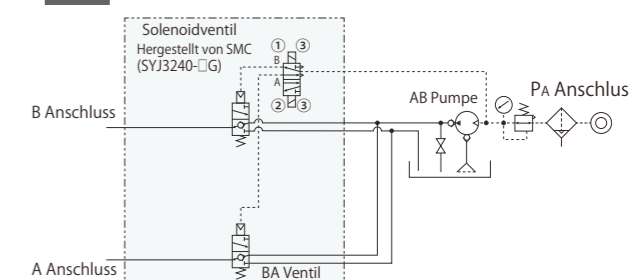 Solenoidventil
Hergestellt von SMC
(SYJ3240-□G)
① ③
B
A
② ③
B Anschluss
AB Pumpe
PA Anschlus
A Anschluss
BA Ventil